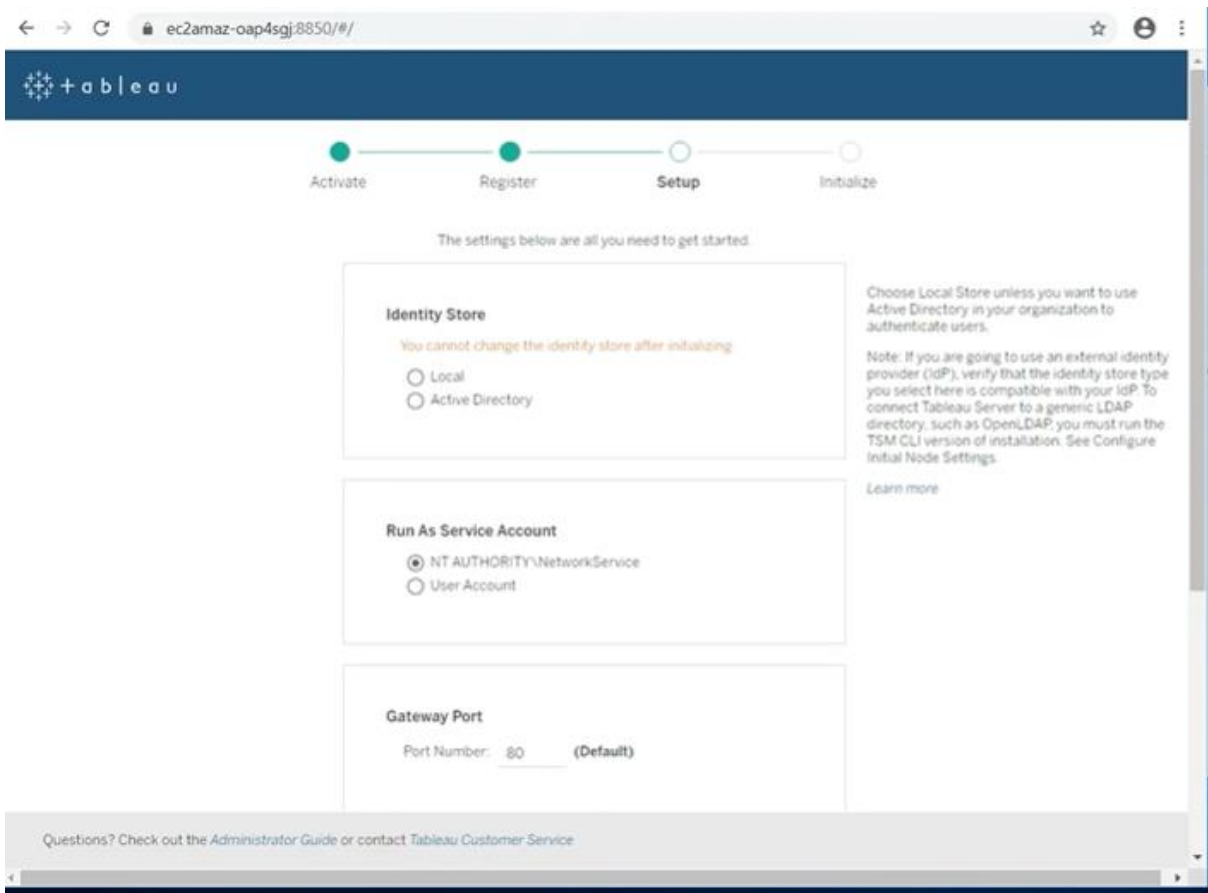 ec2amaz-oap4sgj:8850/#/
+ableau
Activate
Register
Setup
Initialize
The settings below are all you need to get started.
Identity Store
You cannot change the identity store after initializing
Local
Active Directory
Choose Local Store unless you want to use
Active Directory in your organization to
authenticate users.
Note: If you are going to use an external identity
provider (IdP), verify that the identity store type
you select here is compatible with your IdP. To
connect Tableau Server to a generic LDAP
directory, such as OpenLDAP, you must run the
TSM CLI version of installation. See Configure
Initial Node Settings.
Learn more
Run As Service Account
NT AUTHORITY\NetworkService
User Account
Gateway Port
Port Number: 80 (Default)
Questions? Check out the Administrator Guide or contact Tableau Customer Service